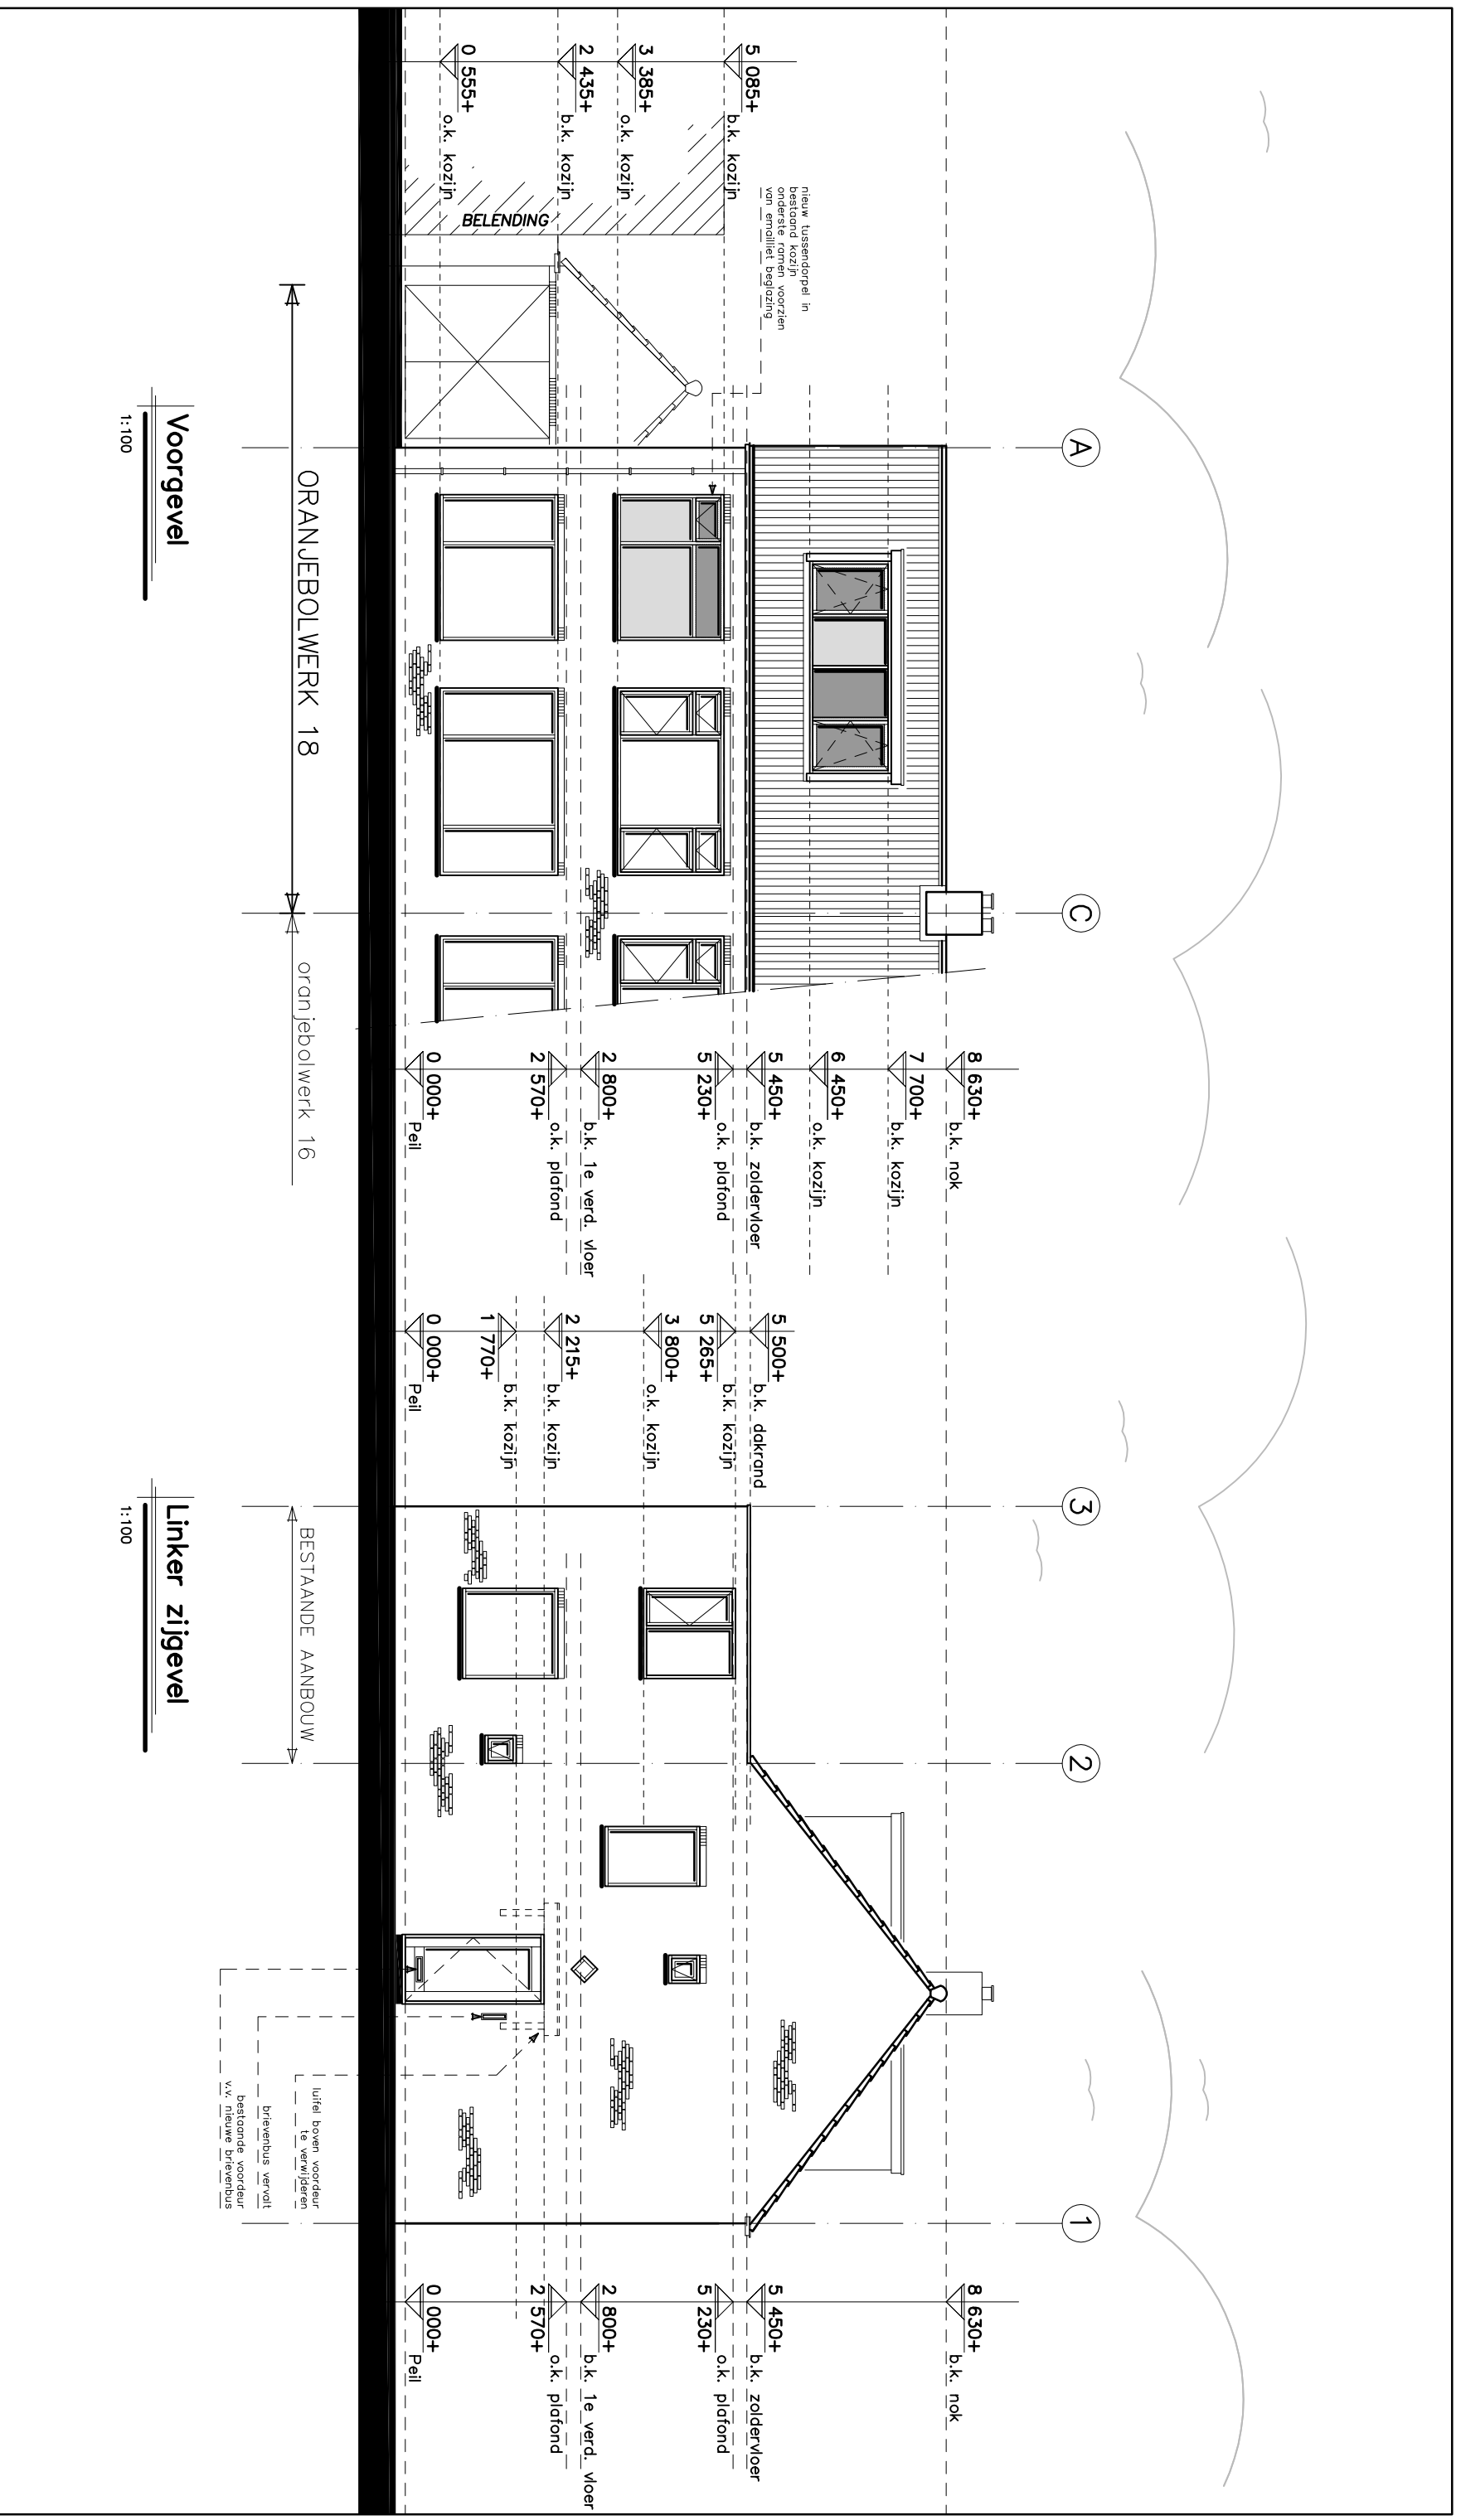 5 085+
b.k. kozijn
3 385+
o.k. kozijn
2 435+
b.k. kozijn
0 555+
o.k. kozijn
BELENDING
nieuw tussendorpel in
bestaand kozijn
onderste ramen voorzien
van emailliet beglazing
A
C
8 630+
b.k. nok
7 700+
b.k. kozijn
6 450+
o.k. kozijn
5 450+
b.k. zoldervloer
5 230+
o.k. plafond
2 800+
b.k. 1e verd. vloer
2 570+
o.k. plafond
0 000+
Peil
ORANJEBOLWERK 18
oranjebolwerk 16
Voorgevel
1:100
5 500+
b.k. dakrand
5 265+
b.k. kozijn
3 800+
o.k. kozijn
2 215+
b.k. kozijn
1 770+
b.k. kozijn
0 000+
Peil
3
2
1
8 630+
b.k. nok
5 450+
b.k. zoldervloer
5 230+
o.k. plafond
2 800+
b.k. 1e verd. vloer
2 570+
o.k. plafond
0 000+
Peil
BESTAANDE AANBOUW
luifel boven voordeur
te verwijderen
brievenbus vervalt
bestaande voordeur
v.v. nieuwe brievenbus
Linker zijgevel
1:100